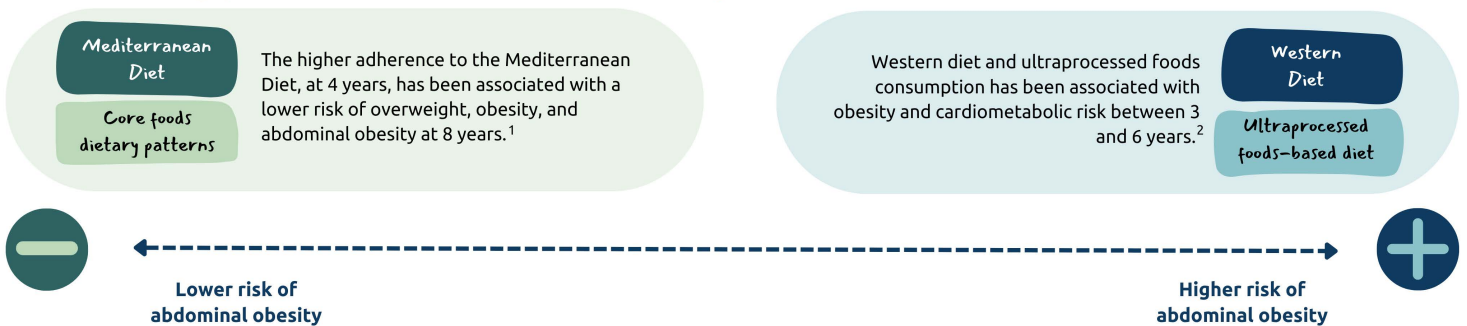 Mediterranean
Diet
Core foods
dietary patterns
The higher adherence to the Mediterranean
Diet, at 4 years, has been associated with a
lower risk of overweight, obesity, and
abdominal obesity at 8 years.1
Western diet and ultraprocessed foods
consumption has been associated with
obesity and cardiometabolic risk between 3
and 6 years.2
Western
Diet
Ultraprocessed
foods-based diet
Lower risk of
abdominal obesity
Higher risk of
abdominal obesity